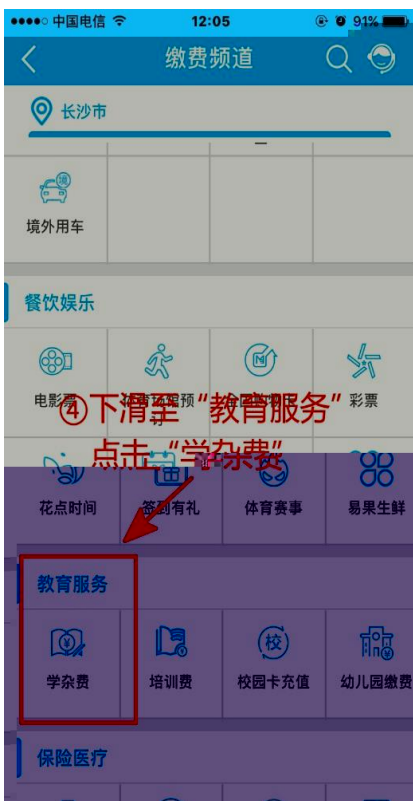 中国电信 12:05 91%
缴费频道
长沙市
境外用车
餐饮娱乐
电影票 彩票
④下滑至“教育服务”
点击“学杂费”
花点时间 签到有礼 体育赛事 易果生鲜
教育服务
学杂费 培训费 校园卡充值 幼儿园缴费
保险医疗